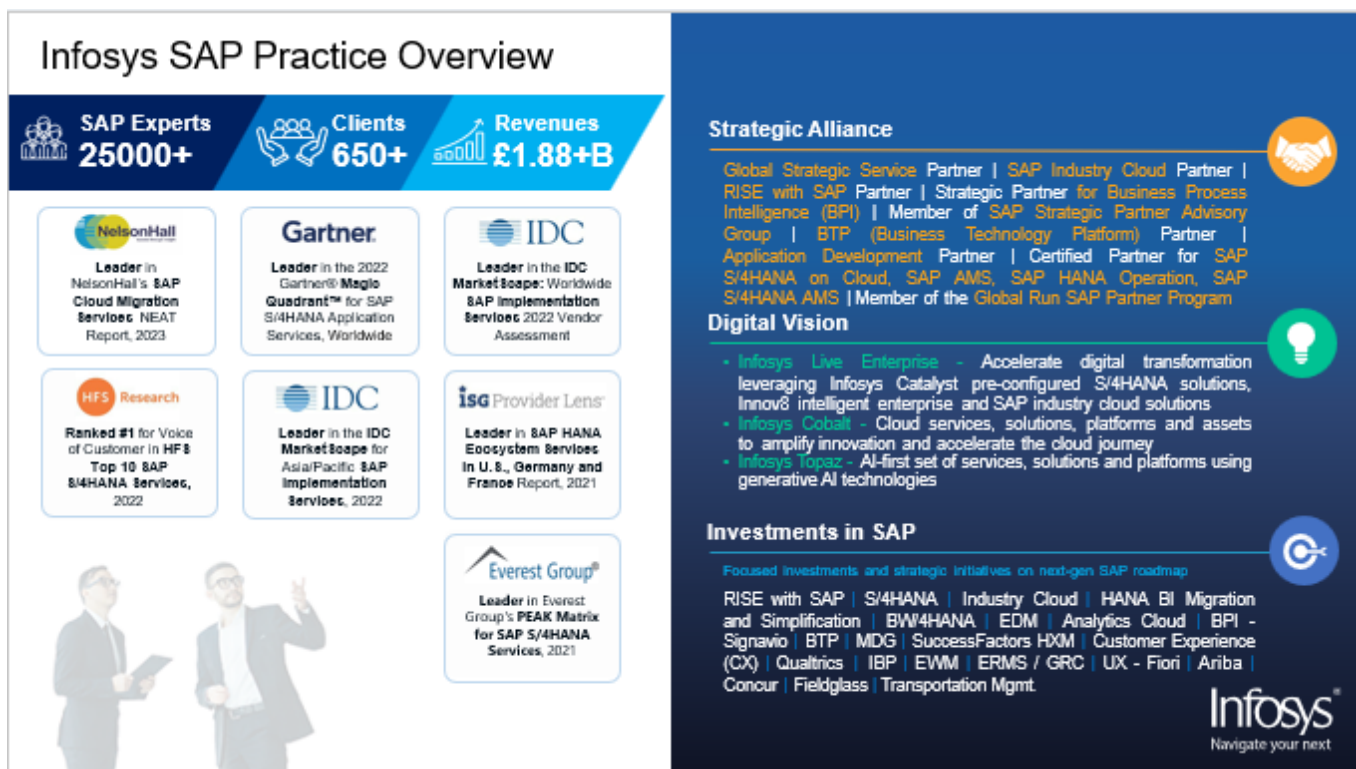 Infosys SAP Practice Overview
SAP Experts
25000+
Clients
650+
Revenues
£1.88+B
NelsonHall
Leader in
NelsonHall's SAP
Cloud Migration
Services NEAT
Report, 2023
Gartner
Leader in the 2022
Gartner® Magic
Quadrant™ for SAP
S/4HANA Application
Services, Worldwide
IDC
Leader in the IDC
MarketScape: Worldwide
SAP Implementation
Services 2022 Vendor
Assessment
HFS Research
Ranked #1 for Voice
of Customer in HFS
Top 10 SAP
S/4HANA Services,
2022
IDC
Leader in the IDC
MarketScape for
Asia/Pacific SAP
Implementation
Services, 2022
ISG Provider Lens
Leader in SAP HANA
Ecosystem Services
in U.S., Germany and
France Report, 2021
Everest Group®
Leader in Everest
Group's PEAK Matrix
for SAP S/4HANA
Services, 2021
Strategic Alliance
Global Strategic Service Partner | SAP Industry Cloud Partner |
RISE with SAP Partner | Strategic Partner for Business Process
Intelligence (BPI) | Member of SAP Strategic Partner Advisory
Group | BTP (Business Technology Platform) Partner |
Application Development Partner | Certified Partner for SAP
S/4HANA on Cloud, SAP AMS, SAP HANA Operation, SAP
S/4HANA AMS | Member of the Global Run SAP Partner Program
Digital Vision
• Infosys Live Enterprise - Accelerate digital transformation
leveraging Infosys Catalyst pre-configured S/4HANA solutions,
Innov8 intelligent enterprise and SAP industry cloud solutions
• Infosys Cobalt - Cloud services, solutions, platforms and assets
to amplify innovation and accelerate the cloud journey
• Infosys Topaz - AI-first set of services, solutions and platforms using
generative AI technologies
Investments in SAP
Focused investments and strategic initiatives on next-gen SAP roadmap
RISE with SAP | S/4HANA | Industry Cloud | HANA BI Migration
and Simplification | BW/4HANA | EDM | Analytics Cloud | BPI -
Signavio | BTP | MDG | SuccessFactors HXM | Customer Experience
(CX) | Qualtrics | IBP | EWM | ERMS / GRC | UX - Fiori | Ariba |
Concur | Fieldglass | Transportation Mgmt.
Infosys®
Navigate your next